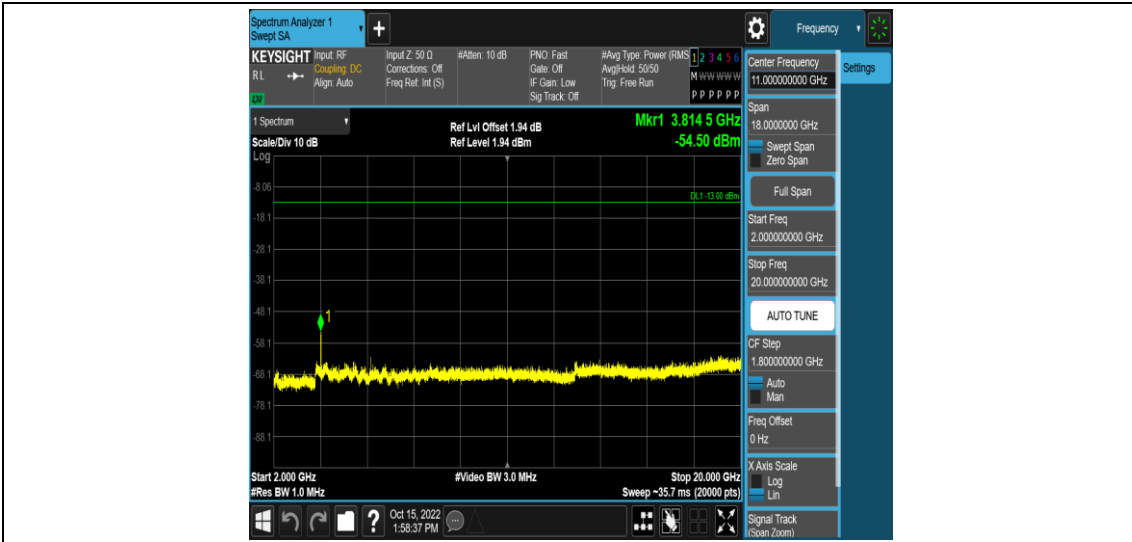 Spectrum Analyzer 1
Swept SA
+
Frequency
KEYSIGHT
R L
LXI
Input: RF
Coupling: DC
Align: Auto
Input Z: 50 Ω
Corrections: Off
Freq Ref: Int (S)
#Atten: 10 dB
PNO: Fast
Gate: Off
IF Gain: Low
Sig Track: Off
#Avg Type: Power (RMS
Avg|Hold: 50/50
Trig: Free Run
1 2 3 4 5 6
M W W W W W
P P P P P P
1 Spectrum
Scale/Div 10 dB
Log
Ref Lvl Offset 1.94 dB
Ref Level 1.94 dBm
Mkr1 3.814 5 GHz
-54.50 dBm
DL1 -13.00 dBm
-8.06
-18.1
-28.1
-38.1
-48.1
-58.1
-68.1
-78.1
-88.1
1
Start 2.000 GHz
#Res BW 1.0 MHz
#Video BW 3.0 MHz
Stop 20.000 GHz
Sweep ~35.7 ms (20000 pts)
Center Frequency
11.000000000 GHz
Settings
Span
18.0000000 GHz
Swept Span
Zero Span
Full Span
Start Freq
2.000000000 GHz
Stop Freq
20.000000000 GHz
AUTO TUNE
CF Step
1.800000000 GHz
Auto
Man
Freq Offset
0 Hz
X Axis Scale
Log
Lin
Signal Track
(Span Zoom)
?
Oct 15, 2022
1:58:37 PM